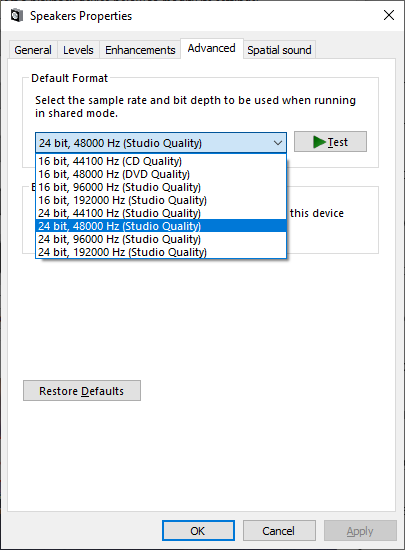 Speakers Properties
General
Levels
Enhancements
Advanced
Spatial sound
Default Format
Select the sample rate and bit depth to be used when running
in shared mode.
24 bit, 48000 Hz (Studio Quality)
Test
16 bit, 44100 Hz (CD Quality)
16 bit, 48000 Hz (DVD Quality)
16 bit, 96000 Hz (Studio Quality)
16 bit, 192000 Hz (Studio Quality)
24 bit, 44100 Hz (Studio Quality)
this device
24 bit, 48000 Hz (Studio Quality)
24 bit, 96000 Hz (Studio Quality)
24 bit, 192000 Hz (Studio Quality)
Restore Defaults
OK
Cancel
Apply